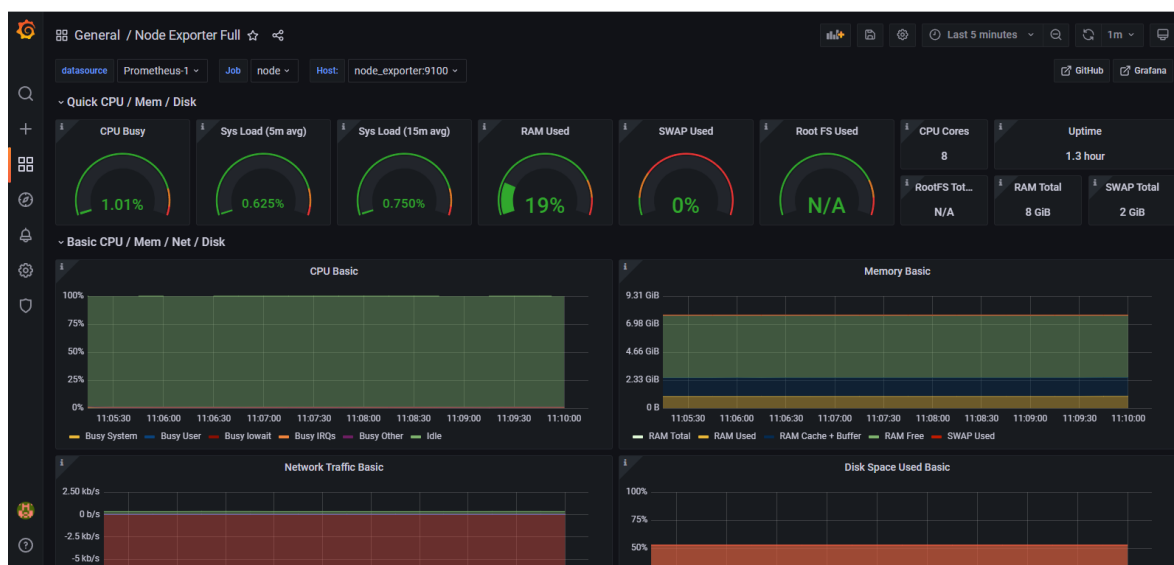 General / Node Exporter Full
Last 5 minutes
1m
datasource Prometheus-1 Job node Host: node_exporter:9100
GitHub Grafana
Quick CPU / Mem / Disk
CPU Busy
1.01%
Sys Load (5m avg)
0.625%
Sys Load (15m avg)
0.750%
RAM Used
19%
SWAP Used
0%
Root FS Used
N/A
CPU Cores
8
Uptime
1.3 hour
RootFS Tot...
N/A
RAM Total
8 GiB
SWAP Total
2 GiB
Basic CPU / Mem / Net / Disk
CPU Basic
100%
75%
50%
25%
0%
11:05:30 11:06:00 11:06:30 11:07:00 11:07:30 11:08:00 11:08:30 11:09:00 11:09:30 11:10:00
Busy System Busy User Busy Iowait Busy IRQs Busy Other Idle
Memory Basic
9.31 GiB
6.98 GiB
4.66 GiB
2.33 GiB
0 B
11:05:30 11:06:00 11:06:30 11:07:00 11:07:30 11:08:00 11:08:30 11:09:00 11:09:30 11:10:00
RAM Total RAM Used RAM Cache + Buffer RAM Free SWAP Used
Network Traffic Basic
2.50 kb/s
0 b/s
-2.5 kb/s
-5 kb/s
Disk Space Used Basic
100%
75%
50%